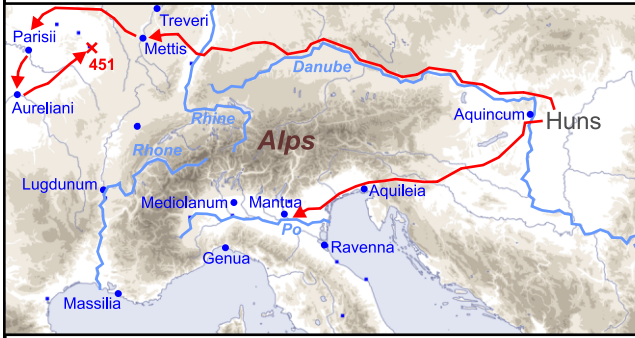 Treveri
Parisii
Mettis
451
Danube
Aureliani
Aquincum
Huns
Rhine
Alps
Rhone
Lugdunum
Mediolanum
Mantua
Aquileia
Po
Genua
Ravenna
Massilia